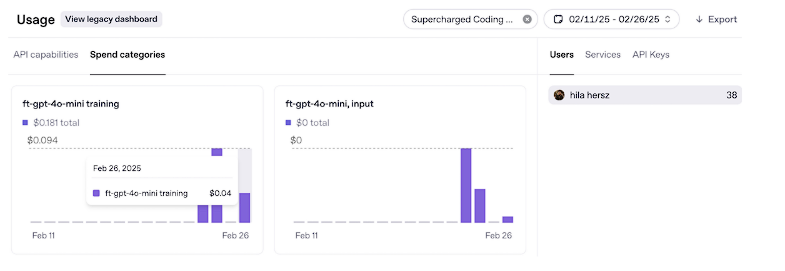 Usage View legacy dashboard Supercharged Coding ... 02/11/25 - 02/26/25 Export
API capabilities Spend categories Users Services API Keys
hila hersz 38
ft-gpt-4o-mini training
$0.181 total
$0.094
Feb 26, 2025
ft-gpt-4o-mini training $0.04
Feb 11 Feb 26
ft-gpt-4o-mini, input
$0 total
$0
Feb 11 Feb 26